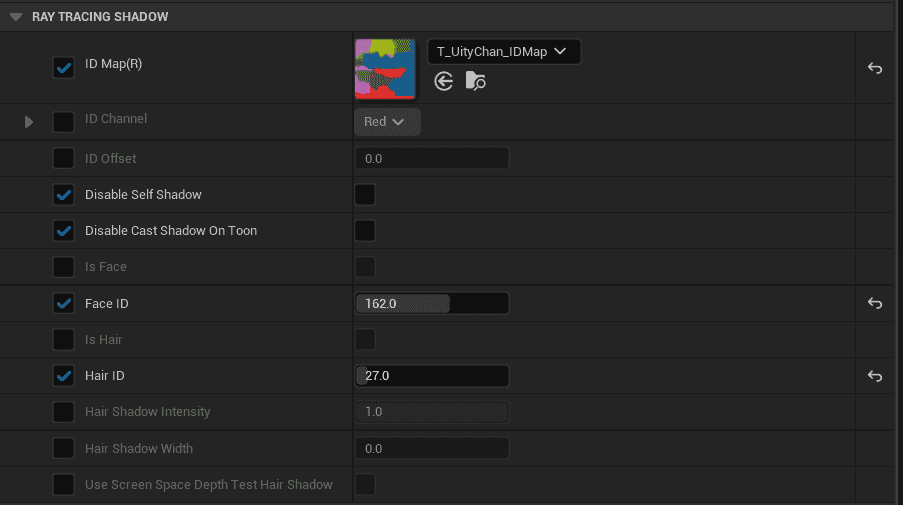 RAY TRACING SHADOW
ID Map(R)
T_UityChan_IDMap
ID Channel
Red
ID Offset
0.0
Disable Self Shadow
Disable Cast Shadow On Toon
Is Face
Face ID
162.0
Is Hair
Hair ID
27.0
Hair Shadow Intensity
1.0
Hair Shadow Width
0.0
Use Screen Space Depth Test Hair Shadow